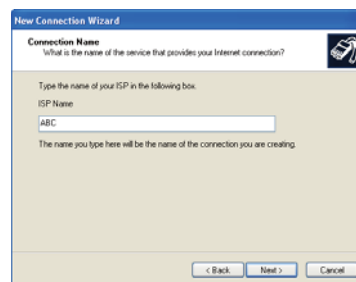 New Connection Wizard
Connection Name
What is the name of the service that provides your Internet connection?
Type the name of your ISP in the following box.
ISP Name
ABC
The name you type here will be the name of the connection you are creating.
< Back
Next >
Cancel